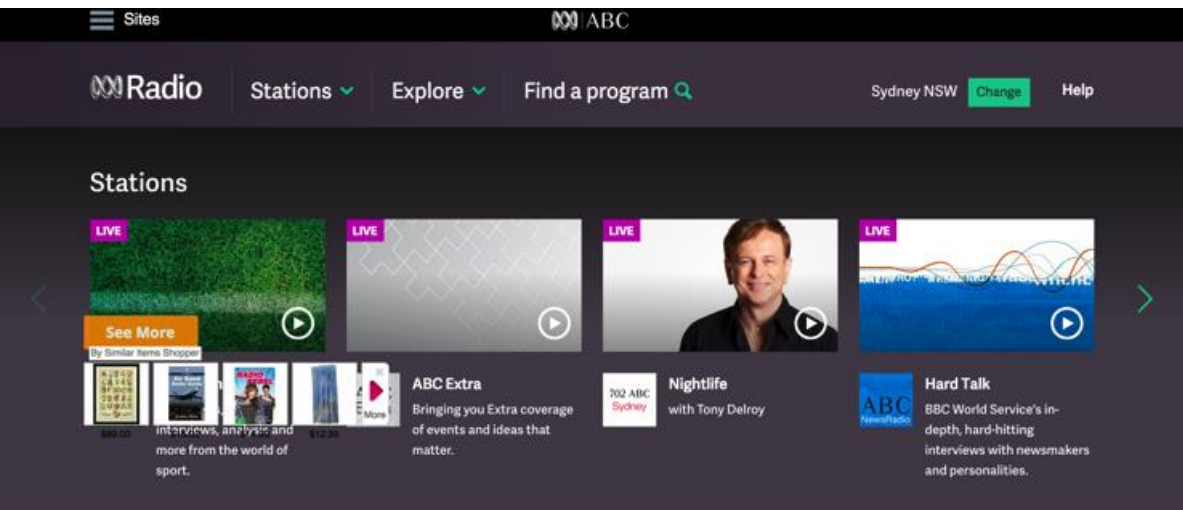 Sites
ABC
Radio
Stations
Explore
Find a program
Sydney NSW
Change
Help
Stations
LIVE
LIVE
LIVE
LIVE
See More
By Similar Items Shopper
RADIO REBEL
More
interviews, analysis and
more from the world of
sport.
ABC Extra
Bringing you Extra coverage
of events and ideas that
matter.
702 ABC
Sydney
Nightlife
with Tony Delroy
ABC
NewsRadio
Hard Talk
BBC World Service's in-
depth, hard-hitting
interviews with newsmakers
and personalities.